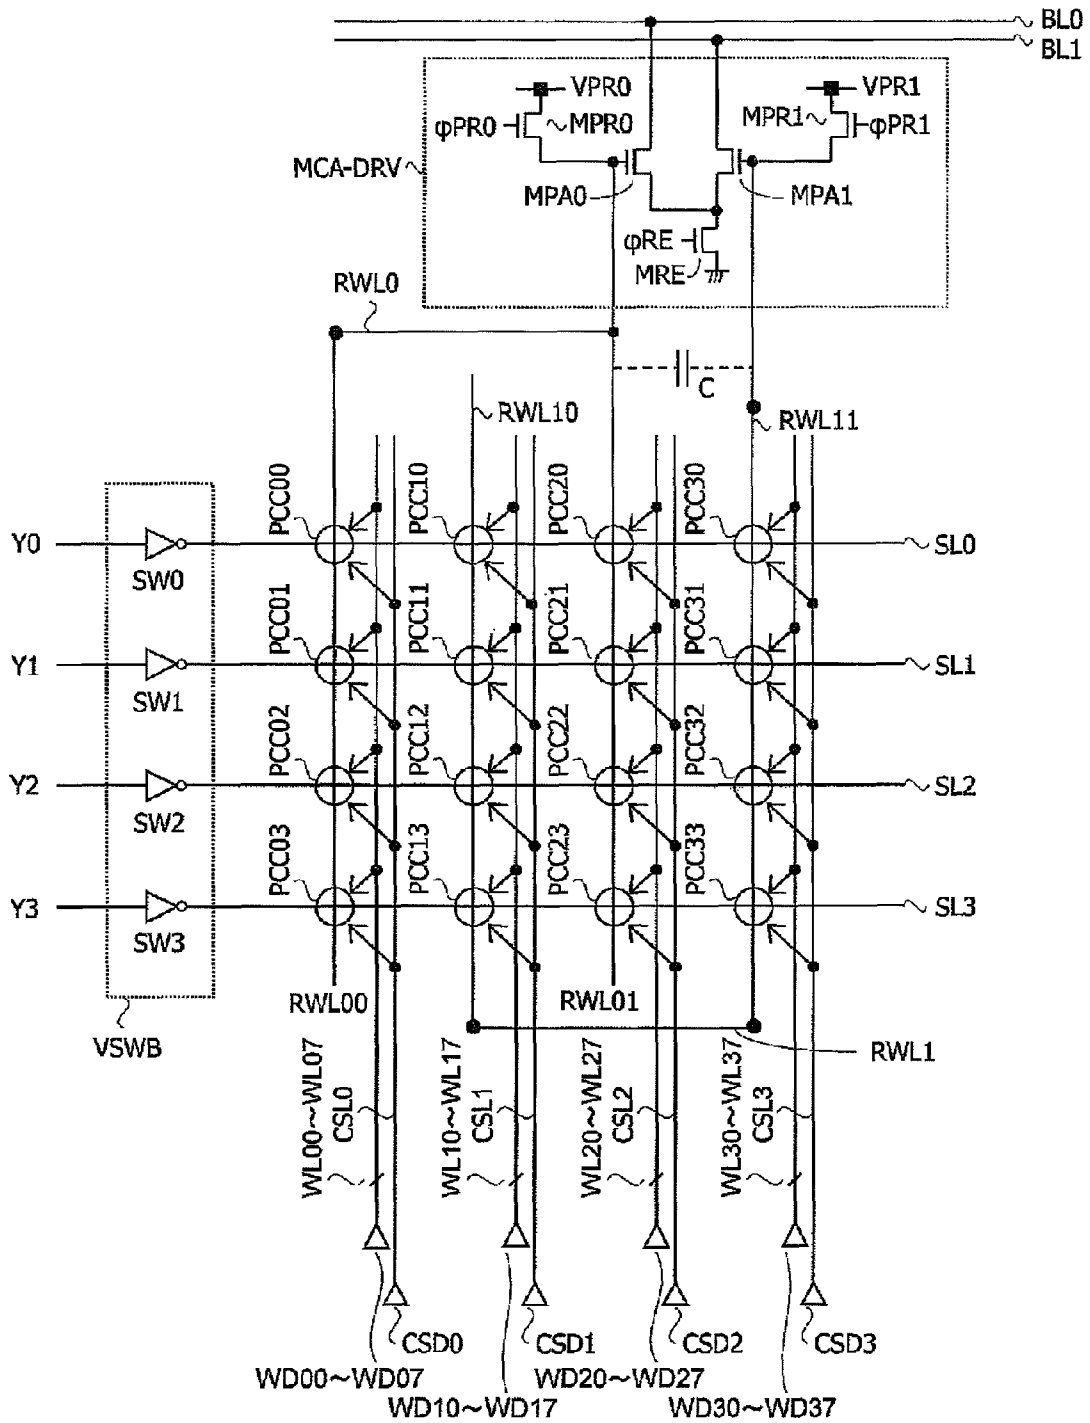 BL0
BL1
VPR0
VPR1
φPR0
MPR0
MPR1
φPR1
MCA-DRV
MPA0
MPA1
φRE
MRE
RWL0
C
RWL10
RWL11
PCC00
PCC10
PCC20
PCC30
Y0
SW0
SL0
PCC01
PCC11
PCC21
PCC31
Y1
SW1
SL1
PCC02
PCC12
PCC22
PCC32
Y2
SW2
SL2
PCC03
PCC13
PCC23
PCC33
Y3
SW3
SL3
RWL00
RWL01
VSWB
RWL1
WL00~WL07
CSL0
WL10~WL17
CSL1
WL20~WL27
CSL2
WL30~WL37
CSL3
CSD0
CSD1
CSD2
CSD3
WD00~WD07
WD20~WD27
WD10~WD17
WD30~WD37